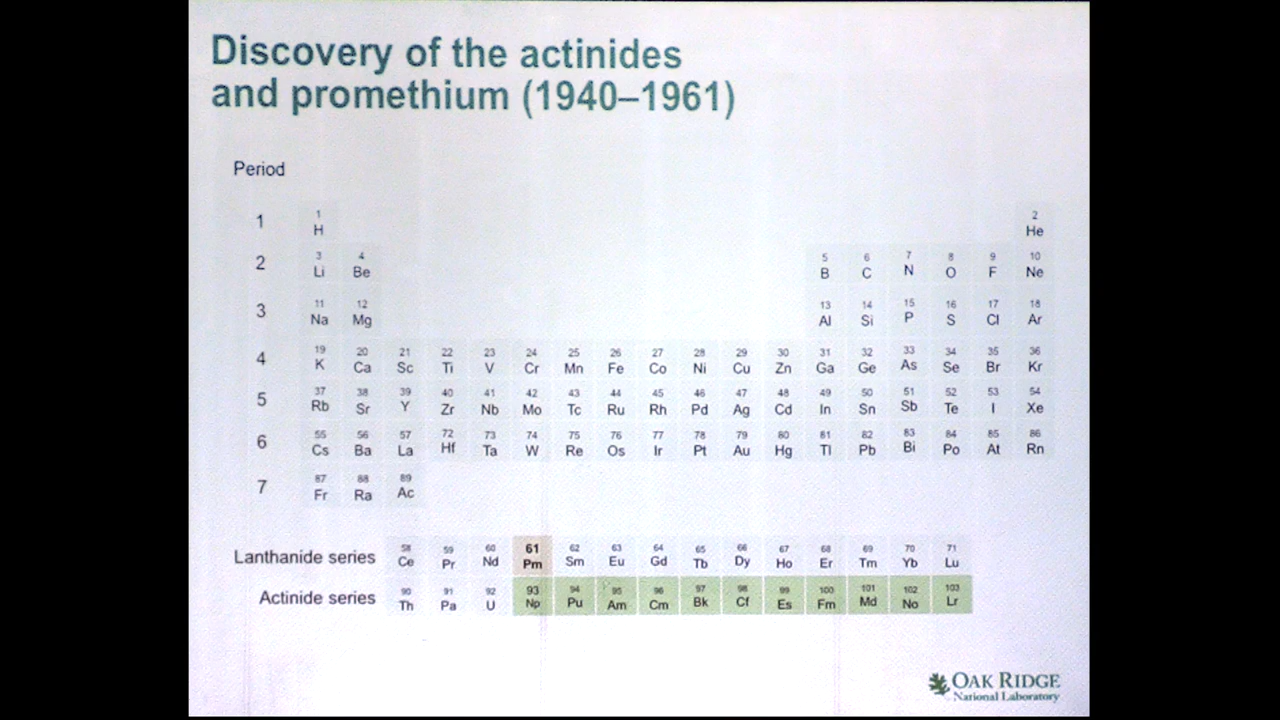 Discovery of the actinides
and promethium (1940–1961)
Period
1
1 2
H He
2
3 4 5 6 7 8 9 10
Li Be B C N O F Ne
3
11 12 13 14 15 16 17 18
Na Mg Al Si P S Cl Ar
4
19 20 21 22 23 24 25 26 27 28 29 30 31 32 33 34 35 36
K Ca Sc Ti V Cr Mn Fe Co Ni Cu Zn Ga Ge As Se Br Kr
5
37 38 39 40 41 42 43 44 45 46 47 48 49 50 51 52 53 54
Rb Sr Y Zr Nb Mo Tc Ru Rh Pd Ag Cd In Sn Sb Te I Xe
6
55 56 57 72 73 74 75 76 77 78 79 80 81 82 83 84 85 86
Cs Ba La Hf Ta W Re Os Ir Pt Au Hg Tl Pb Bi Po At Rn
7
87 88 89
Fr Ra Ac
Lanthanide series
58 59 60 61 62 63 64 65 66 67 68 69 70 71
Ce Pr Nd Pm Sm Eu Gd Tb Dy Ho Er Tm Yb Lu
Actinide series
90 91 92 93 94 95 96 97 98 99 100 101 102 103
Th Pa U Np Pu Am Cm Bk Cf Es Fm Md No Lr
OAK RIDGE
National Laboratory